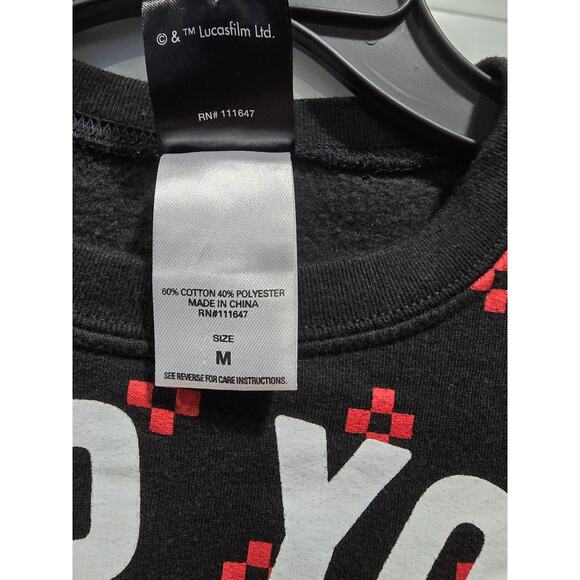 © & ™ Lucasfilm Ltd.
RN# 111647
60% COTTON 40% POLYESTER
MADE IN CHINA
RN#111647
SIZE
M
SEE REVERSE FOR CARE INSTRUCTIONS.
YO